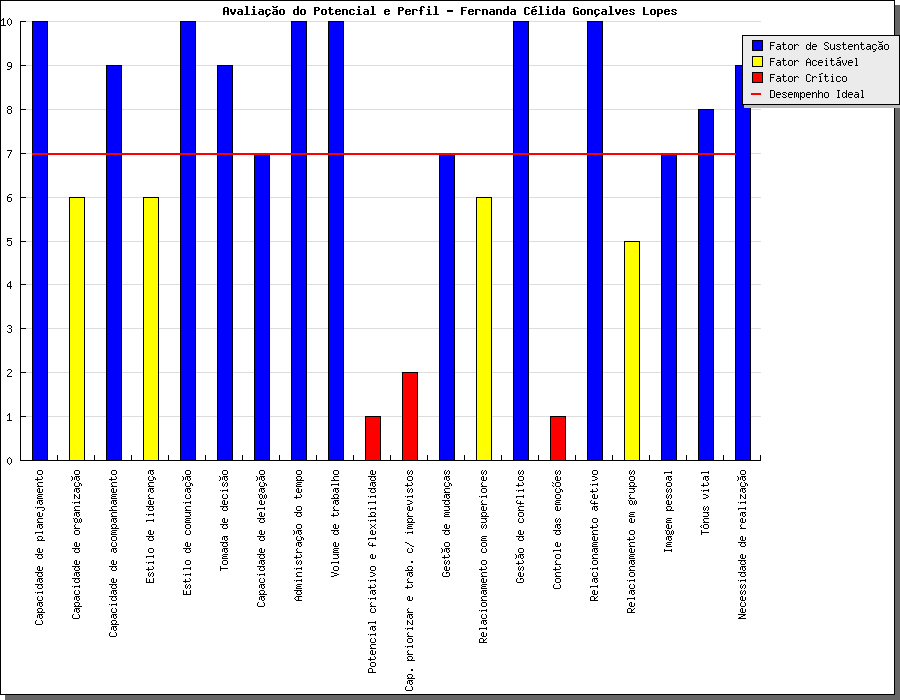 Avaliação do Potencial e Perfil - Fernanda Célida Gonçalves Lopes
Fator de Sustentação
Fator Aceitável
Fator Crítico
Desempenho Ideal
10
9
8
7
6
5
4
3
2
1
0
Capacidade de planejamento
Capacidade de organização
Capacidade de acompanhamento
Estilo de liderança
Estilo de comunicação
Tomada de decisão
Capacidade de delegação
Administração do tempo
Volume de trabalho
Potencial criativo e flexibilidade
Cap. priorizar e trab. c/ imprevistos
Gestão de mudanças
Relacionamento com superiores
Gestão de conflitos
Controle das emoções
Relacionamento afetivo
Relacionamento em grupos
Imagem pessoal
Tônus vital
Necessidade de realização